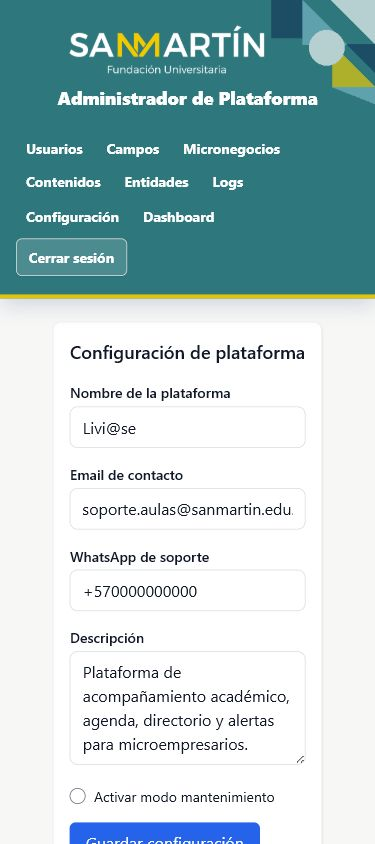 SANMARTÍN
Fundación Universitaria
Administrador de Plataforma
Usuarios Campos Micronegocios
Contenidos Entidades Logs
Configuración Dashboard
Cerrar sesión
Configuración de plataforma
Nombre de la plataforma
Livi@se
Email de contacto
soporte.aulas@sanmartin.edu.
WhatsApp de soporte
+570000000000
Descripción
Plataforma de
acompañamiento académico,
agenda, directorio y alertas
para microempresarios.
Activar modo mantenimiento
Guardar configuración